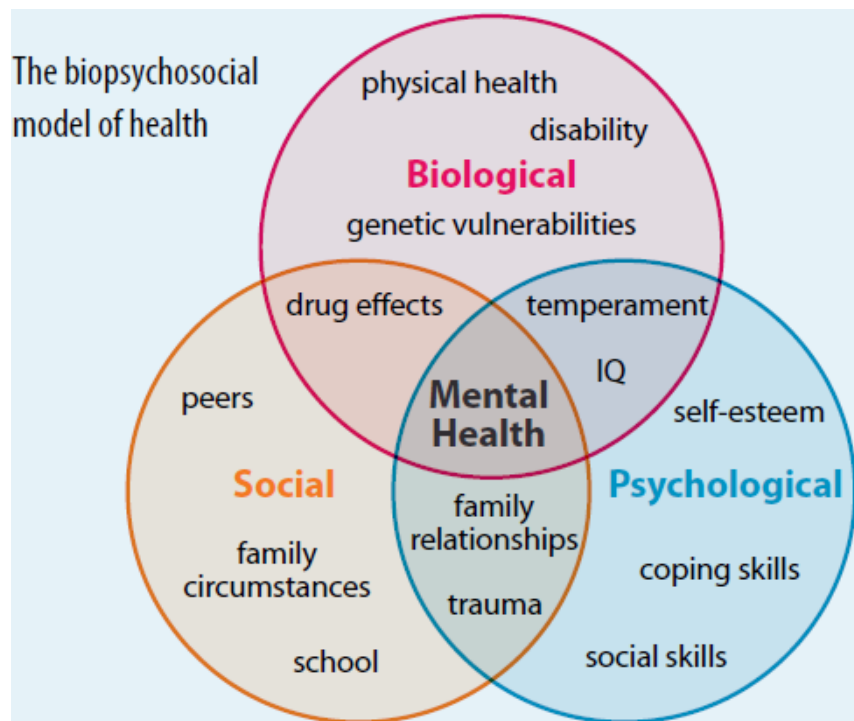 The biopsychosocial
model of health
physical health
disability
Biological
genetic vulnerabilities
drug effects
temperament
IQ
peers
Mental
Health
self-esteem
Social
Psychological
family
relationships
family
circumstances
coping skills
trauma
school
social skills